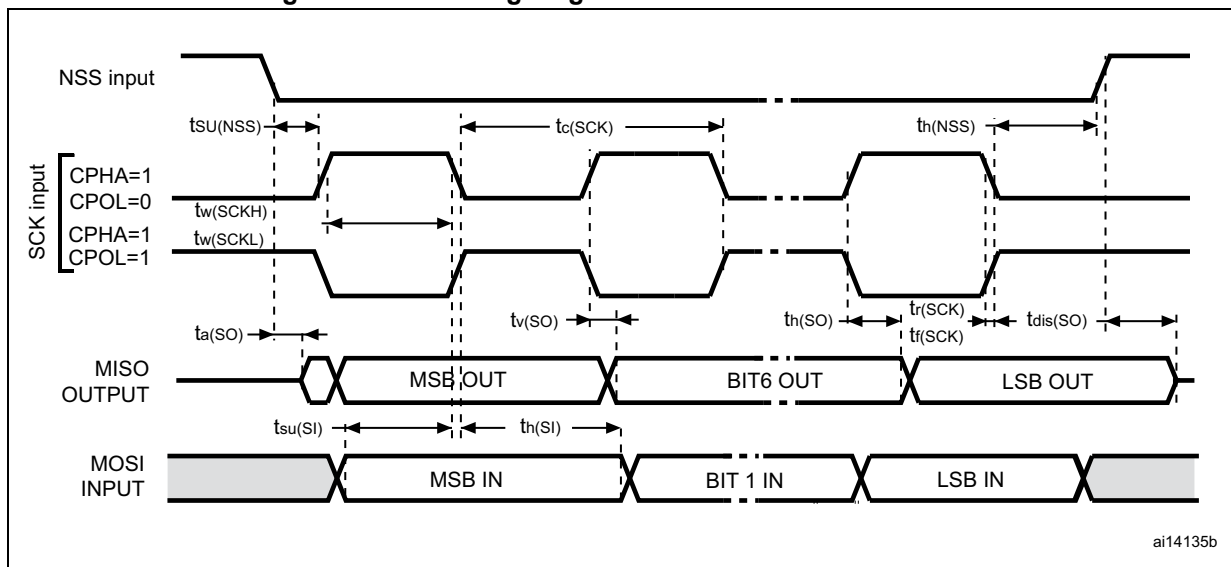 NSS input
tSU(NSS)
tc(SCK)
th(NSS)
SCK input
CPHA=1
CPOL=0
tw(SCKH)
CPHA=1
tw(SCKL)
CPOL=1
ta(SO)
tv(SO)
th(SO)
tr(SCK)
tf(SCK)
tdis(SO)
MISO
OUTPUT
MSB OUT
BIT6 OUT
LSB OUT
tsu(SI)
th(SI)
MOSI
INPUT
MSB IN
BIT 1 IN
LSB IN
ai14135b